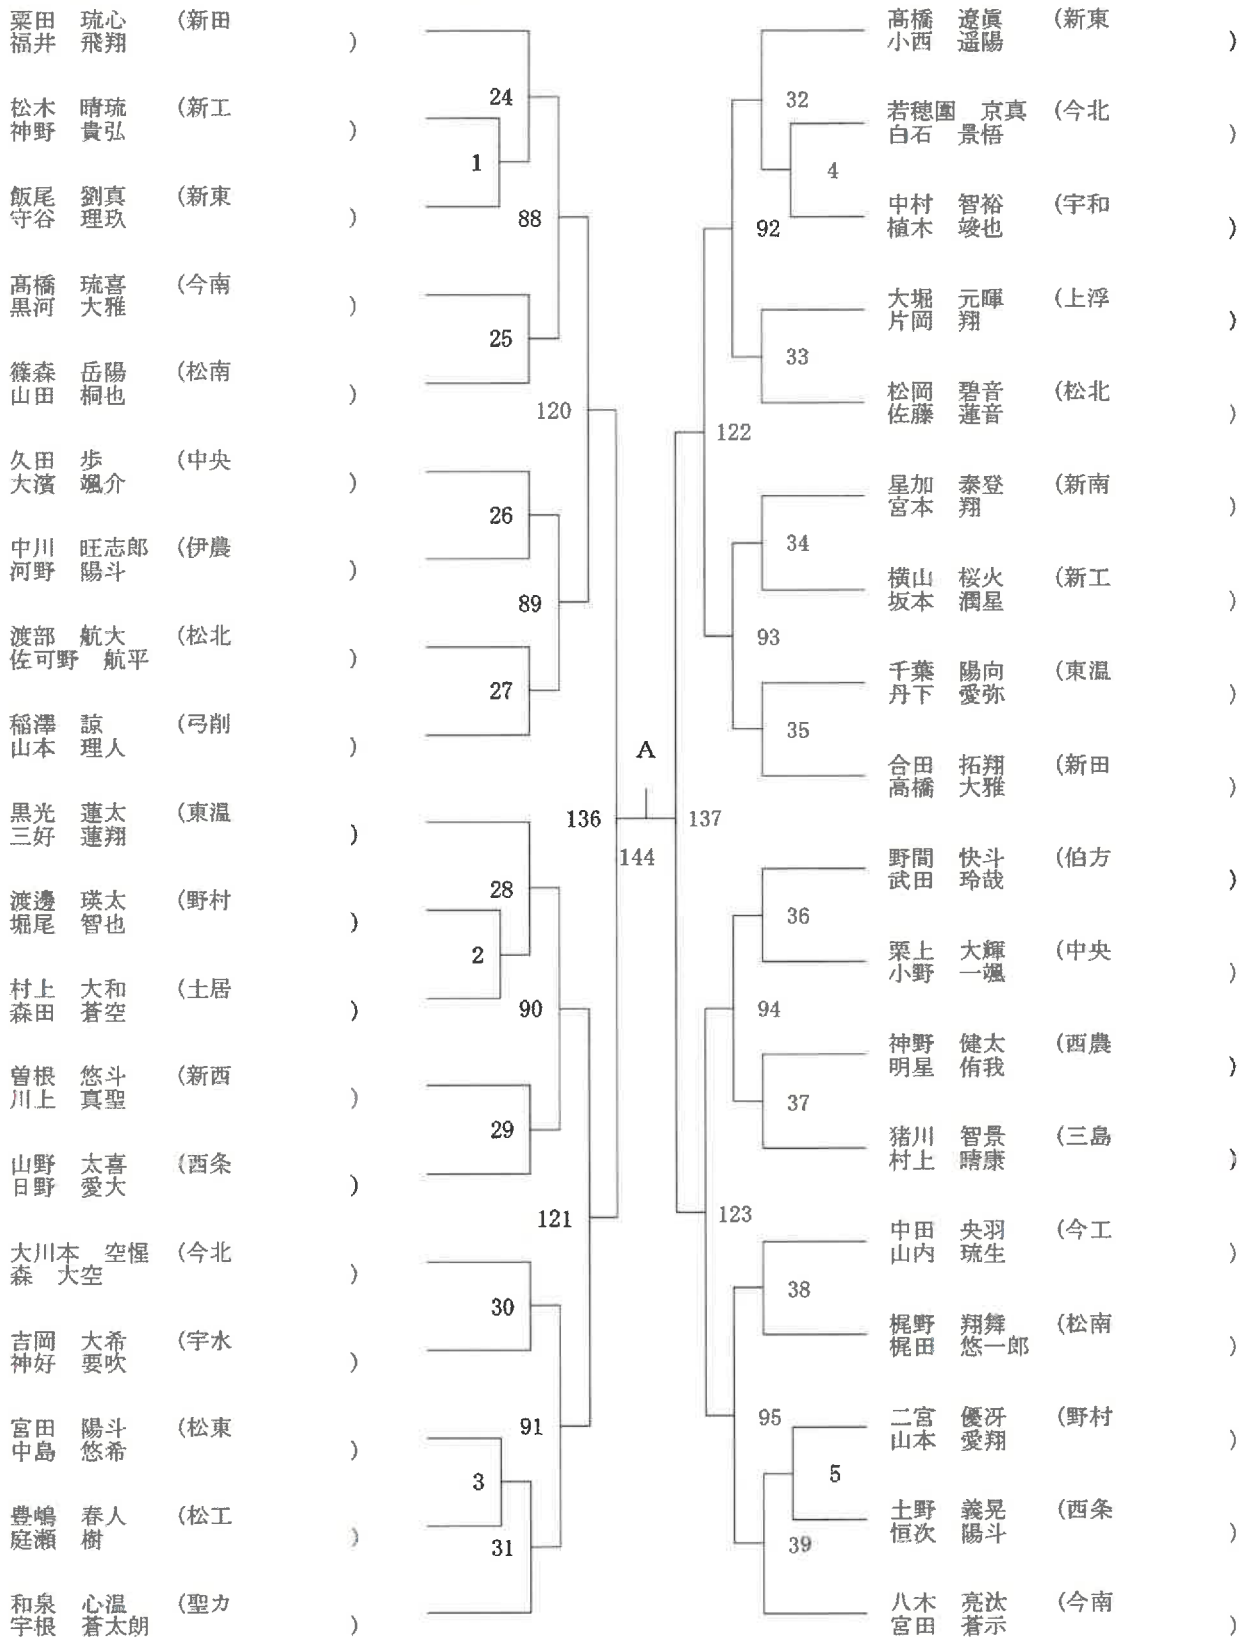 粟田　琉心　（新田
福井　飛翔　）
24
松木　晴琉　（新工
神野　貴弘　）
1
飯尾　劉真　（新東
守谷　理玖　）
88
髙橋　琉喜　（今南
黒河　大雅　）
25
篠森　岳陽　（松南
山田　桐也　）
120
久田　歩　（中央
大濱　颯介　）
26
中川　旺志郎　（伊農
河野　陽斗　）
89
渡部　航大　（松北
佐可野　航平　）
27
稲澤　諒　（弓削
山本　理人　）
136
黒光　蓮太　（東温
三好　蓮翔　）
28
渡邊　瑛太　（野村
堀尾　智也　）
2
村上　大和　（土居
森田　蒼空　）
90
曽根　悠斗　（新西
川上　真聖　）
29
山野　太喜　（西条
日野　愛大　）
121
大川本　空惺　（今北
森　大空　）
30
吉岡　大希　（宇水
神好　要吹　）
91
宮田　陽斗　（松東
中島　悠希　）
3
豊嶋　春人　（松工
庭瀬　樹　）
31
和泉　心温　（聖カ
宇根　蒼太朗　）
A
144
髙橋　遼眞　（新東
小西　遥陽　）
32
若穂圍　京真　（今北
白石　景悟　）
4
中村　智裕　（宇和
植木　竣也　）
92
大堀　元暉　（上浮
片岡　翔　）
33
松岡　碧音　（松北
佐藤　蓮音　）
122
星加　泰登　（新南
宮本　翔　）
34
横山　桜火　（新工
坂本　潤星　）
93
千葉　陽向　（東温
丹下　愛弥　）
35
合田　拓翔　（新田
髙橋　大雅　）
137
野間　快斗　（伯方
武田　玲哉　）
36
栗上　大輝　（中央
小野　一颯　）
94
神野　健太　（西農
明星　侑我　）
37
猪川　智景　（三島
村上　晴康　）
123
中田　央羽　（今工
山内　琉生　）
38
梶野　翔舞　（松南
梶田　悠一郎　）
95
二宮　優冴　（野村
山本　愛翔　）
5
土野　義晃　（西条
恒次　陽斗　）
39
八木　亮汰　（今南
宮田　蒼示　）